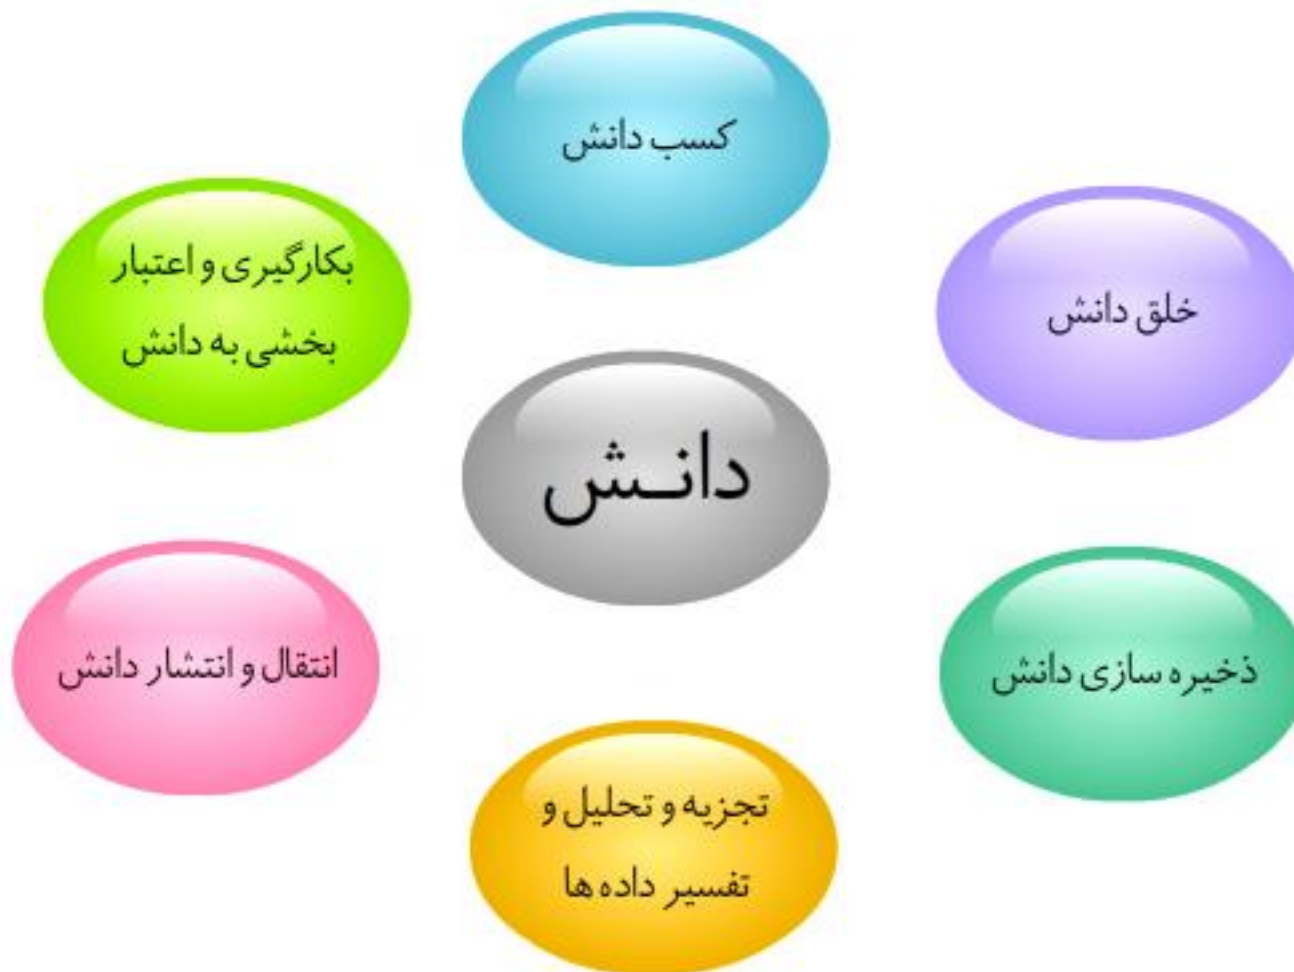 کسب دانش
خلق دانش
بکارگیری و اعتبار
بخشی به دانش
دانـش
ذخیره سازی دانش
انتقال و انتشار دانش
تجزیه و تحلیل و
تفسیر داده ها